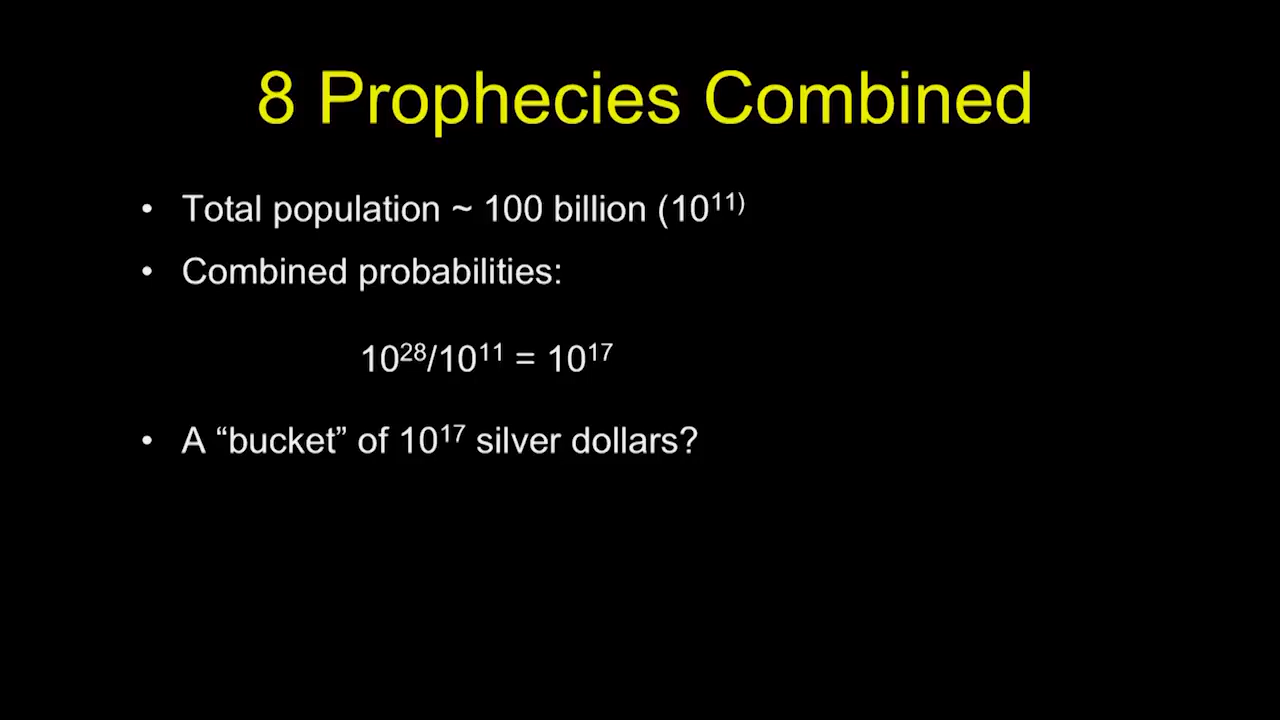 8 Prophecies Combined
• Total population ~ 100 billion (10¹¹⁾
• Combined probabilities:
10²⁸/10¹¹ = 10¹⁷
• A “bucket” of 10¹⁷ silver dollars?